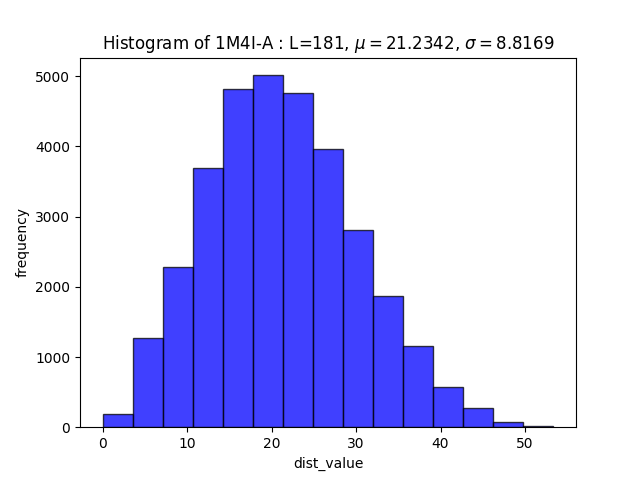 Histogram of 1M4I-A : L=181, μ = 21.2342, σ = 8.8169
5000
4000
3000
2000
1000
0
frequency
0 10 20 30 40 50
dist_value